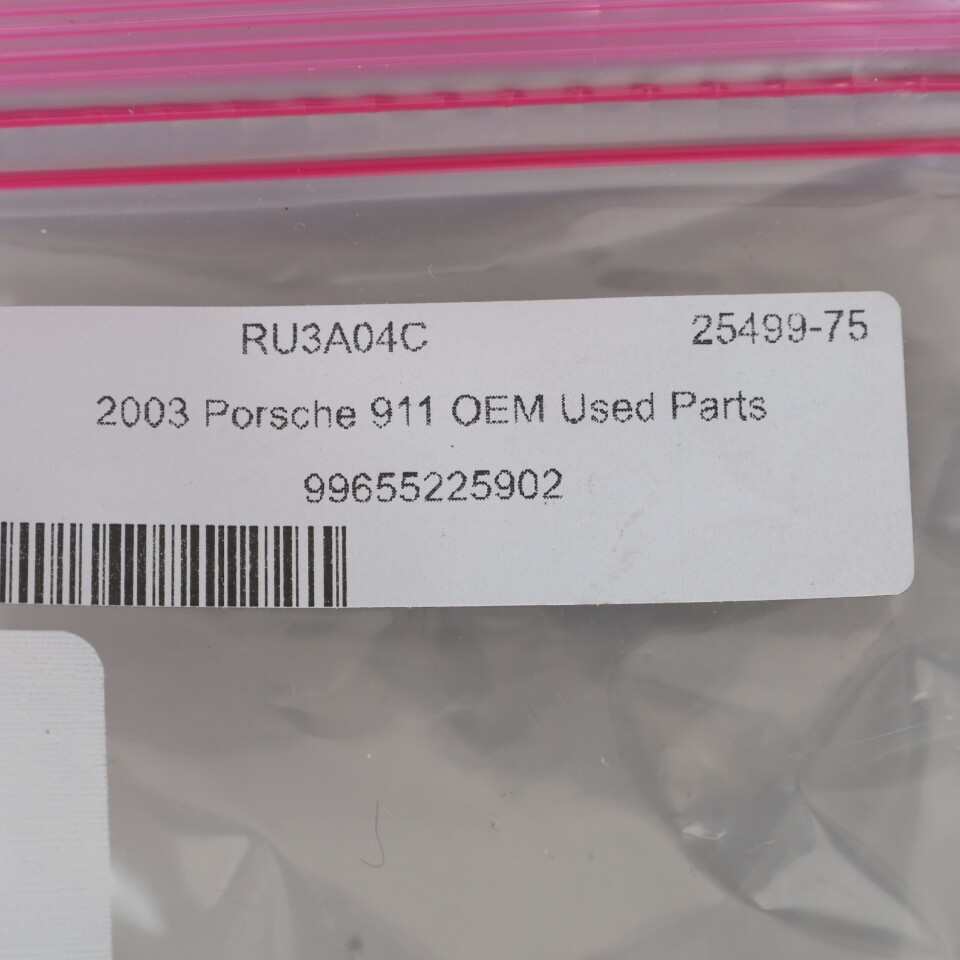 RU3A04C 25499-75
2003 Porsche 911 OEM Used Parts
99655225902